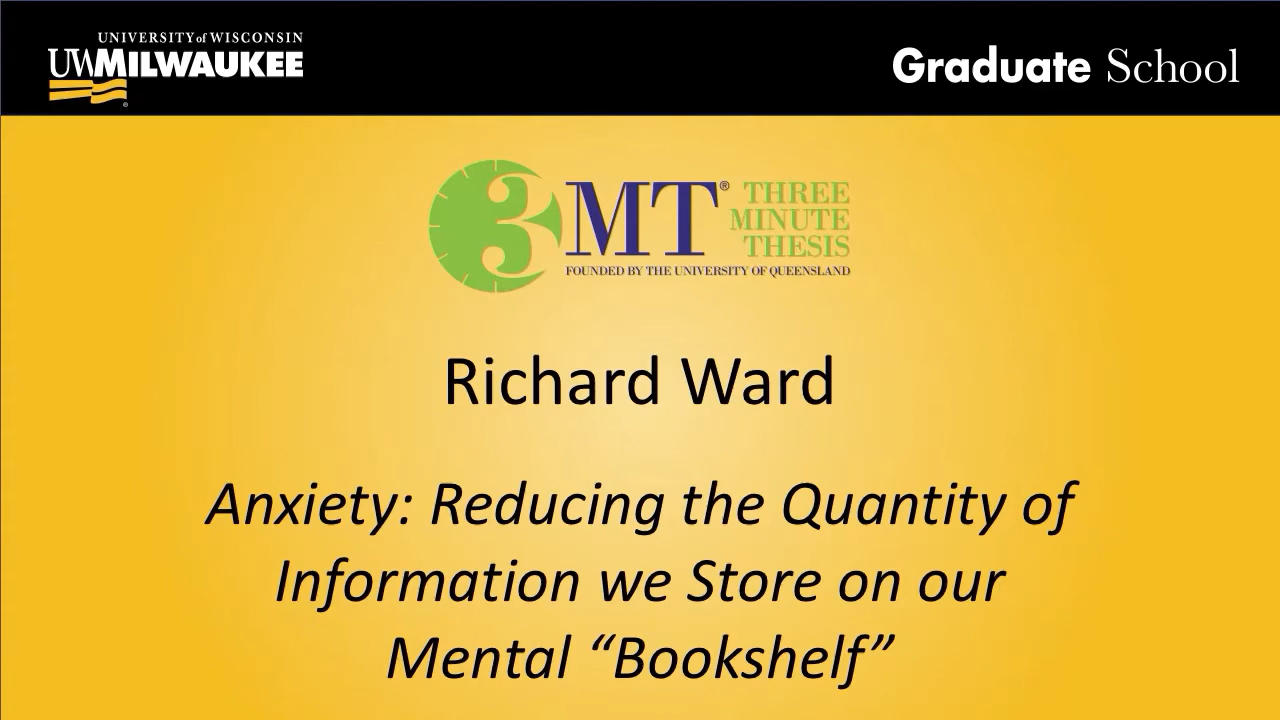 UNIVERSITY of WISCONSIN
UWMILWAUKEE
®
Graduate School
3MT® THREE
MINUTE
THESIS
FOUNDED BY THE UNIVERSITY OF QUEENSLAND
Richard Ward
Anxiety: Reducing the Quantity of
Information we Store on our
Mental “Bookshelf”